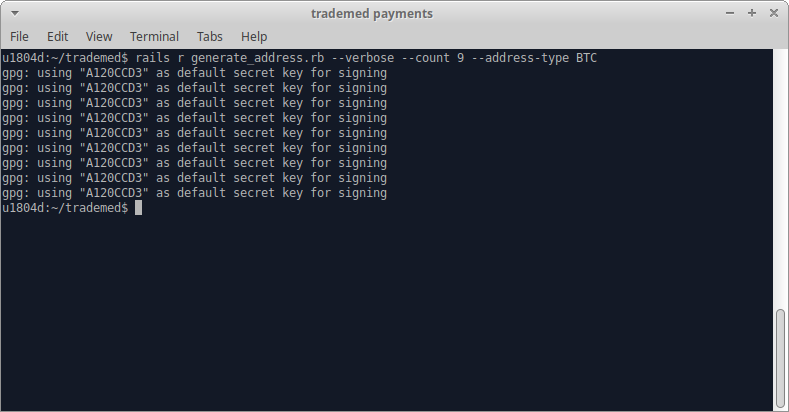 trademed payments
File Edit View Terminal Tabs Help
u1804d:~/trademed$ rails r generate_address.rb --verbose --count 9 --address-type BTC
gpg: using "A120CCD3" as default secret key for signing
gpg: using "A120CCD3" as default secret key for signing
gpg: using "A120CCD3" as default secret key for signing
gpg: using "A120CCD3" as default secret key for signing
gpg: using "A120CCD3" as default secret key for signing
gpg: using "A120CCD3" as default secret key for signing
gpg: using "A120CCD3" as default secret key for signing
gpg: using "A120CCD3" as default secret key for signing
gpg: using "A120CCD3" as default secret key for signing
u1804d:~/trademed$